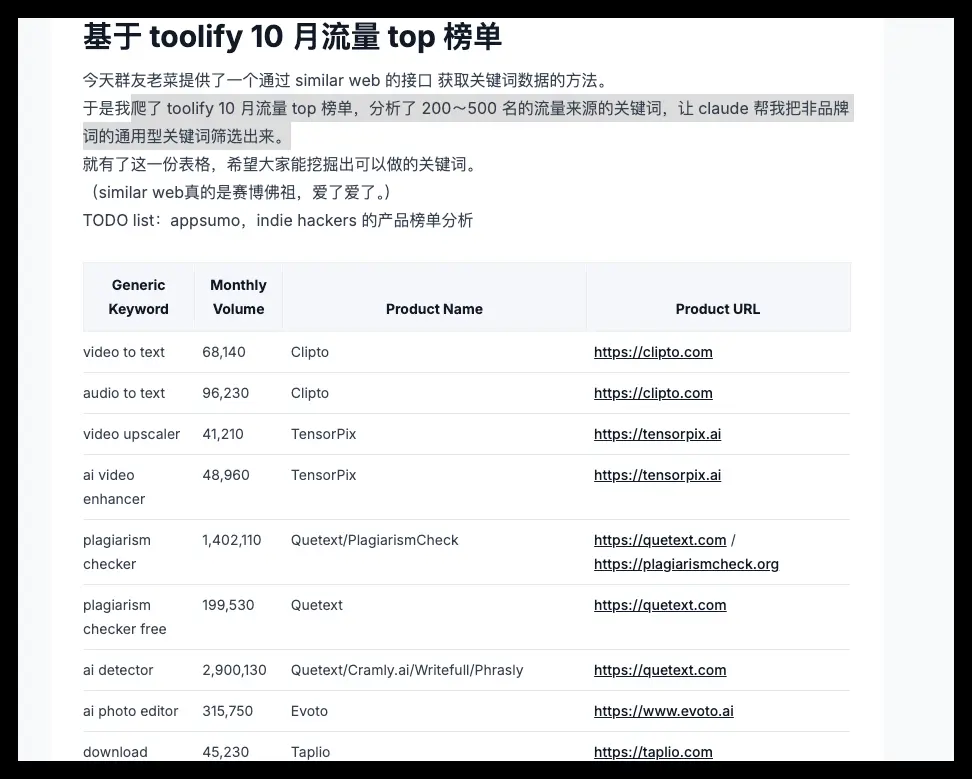 基于 toolify 10 月流量 top 榜单
今天群友老菜提供了一个通过 similar web 的接口 获取关键词数据的方法。
于是我爬了 toolify 10 月流量 top 榜单，分析了 200～500 名的流量来源的关键词，让 claude 帮我把非品牌
词的通用型关键词筛选出来。
就有了这一份表格，希望大家能挖掘出可以做的关键词。
（similar web真的是赛博佛祖，爱了爱了。）
TODO list：appsumo，indie hackers 的产品榜单分析
Generic Keyword Monthly Volume Product Name Product URL
video to text 68,140 Clipto https://clipto.com
audio to text 96,230 Clipto https://clipto.com
video upscaler 41,210 TensorPix https://tensorpix.ai
ai video enhancer 48,960 TensorPix https://tensorpix.ai
plagiarism checker 1,402,110 Quetext/PlagiarismCheck https://quetext.com / https://plagiarismcheck.org
plagiarism checker free 199,530 Quetext https://quetext.com
ai detector 2,900,130 Quetext/Cramly.ai/Writefull/Phrasly https://quetext.com
ai photo editor 315,750 Evoto https://www.evoto.ai
download 45,230 Taplio https://taplio.com